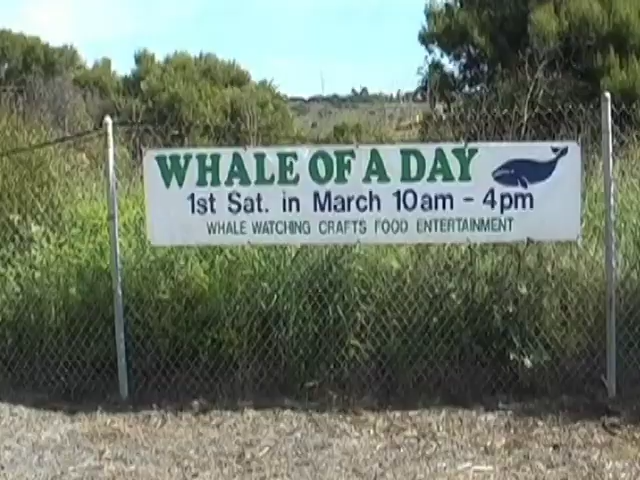 WHALE OF A DAY
1st Sat. in March 10am - 4pm
WHALE WATCHING CRAFTS FOOD ENTERTAINMENT